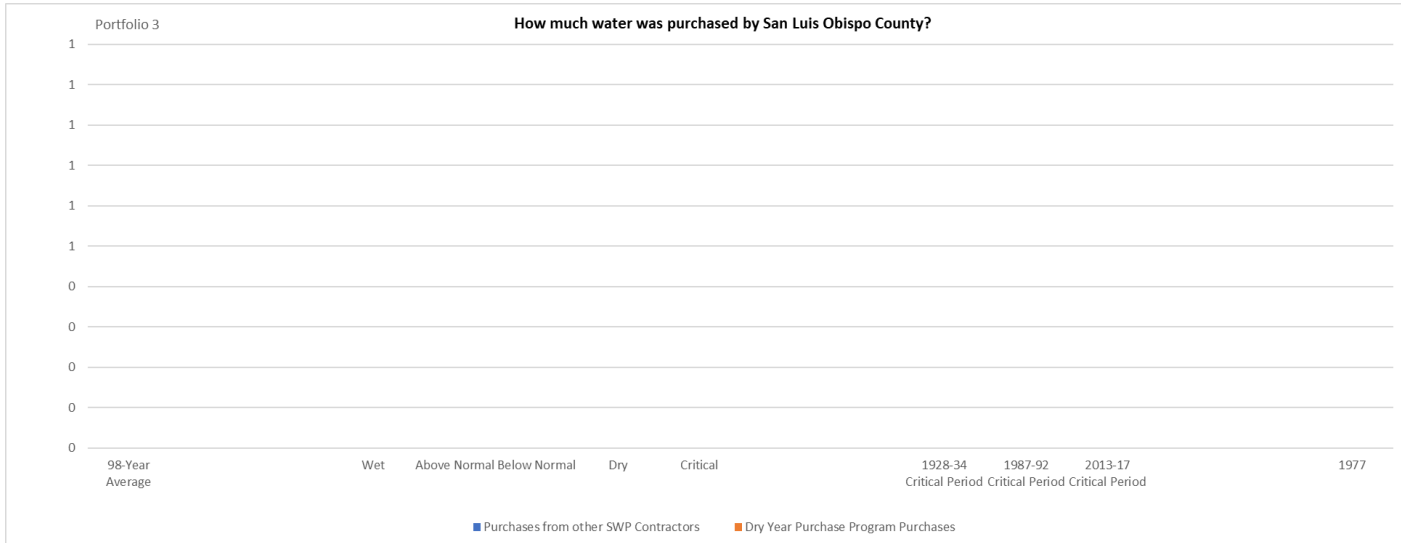 Portfolio 3
How much water was purchased by San Luis Obispo County?
1
1
1
1
1
1
0
0
0
0
0
98-Year
Average
Wet
Above Normal
Below Normal
Dry
Critical
1928-34
Critical Period
1987-92
Critical Period
2013-17
Critical Period
1977
Purchases from other SWP Contractors
Dry Year Purchase Program Purchases